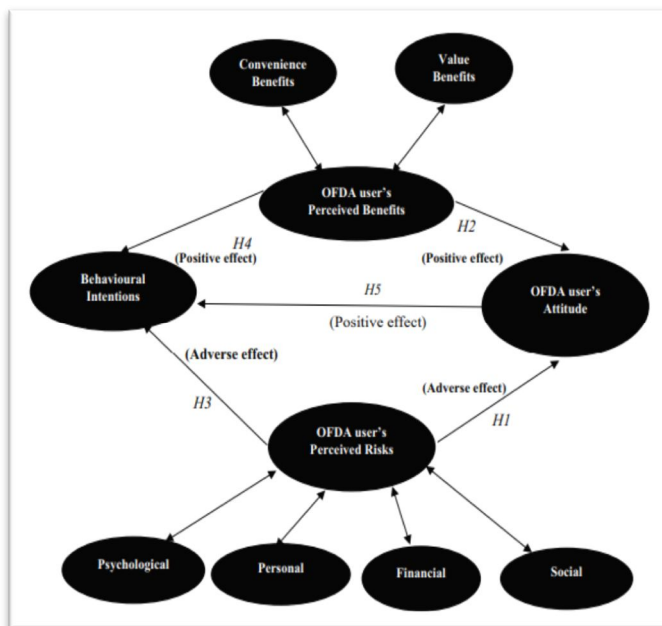 Convenience
Benefits
Value
Benefits
OFDA user's
Perceived Benefits
H4
(Positive effect)
H2
(Positive effect)
Behavioural
Intentions
H5
(Positive effect)
OFDA user's
Attitude
(Adverse effect)
H3
(Adverse effect)
H1
OFDA user's
Perceived Risks
Psychological
Personal
Financial
Social